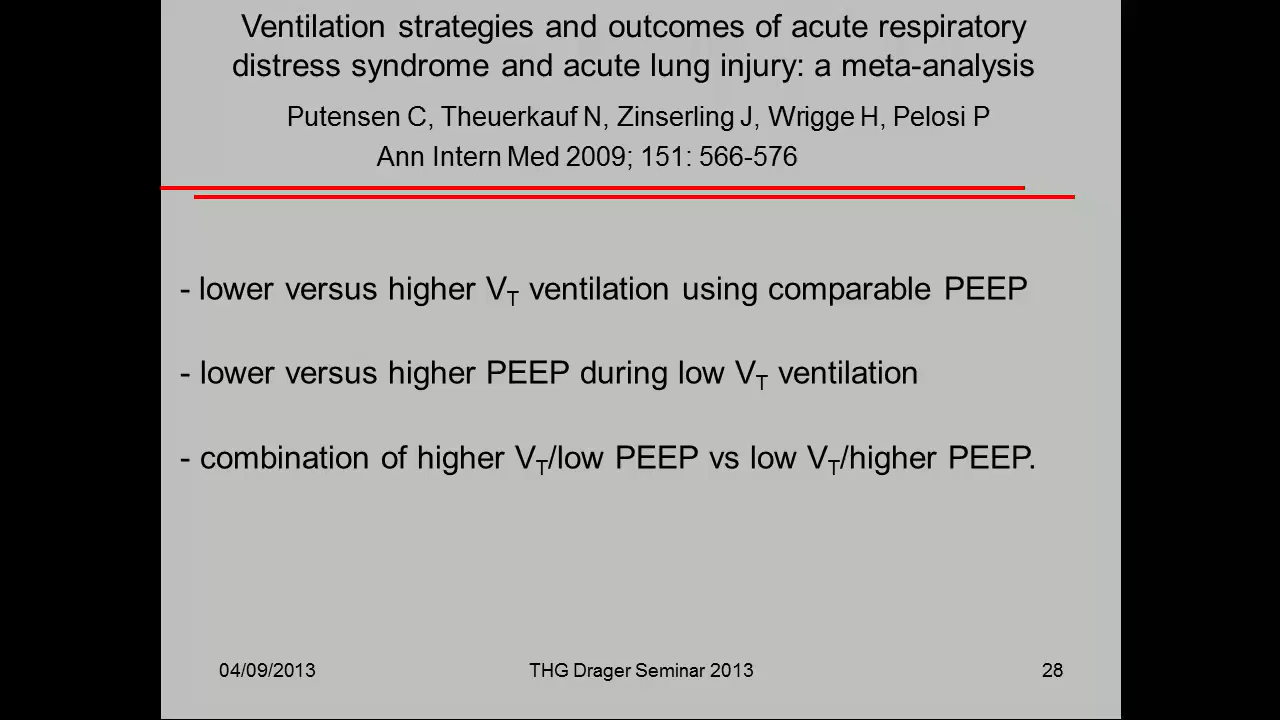 Ventilation strategies and outcomes of acute respiratory
distress syndrome and acute lung injury: a meta-analysis
Putensen C, Theuerkauf N, Zinserling J, Wrigge H, Pelosi P
Ann Intern Med 2009; 151: 566-576
- lower versus higher VT ventilation using comparable PEEP
- lower versus higher PEEP during low VT ventilation
- combination of higher VT/low PEEP vs low VT/higher PEEP.
04/09/2013 THG Drager Seminar 2013 28